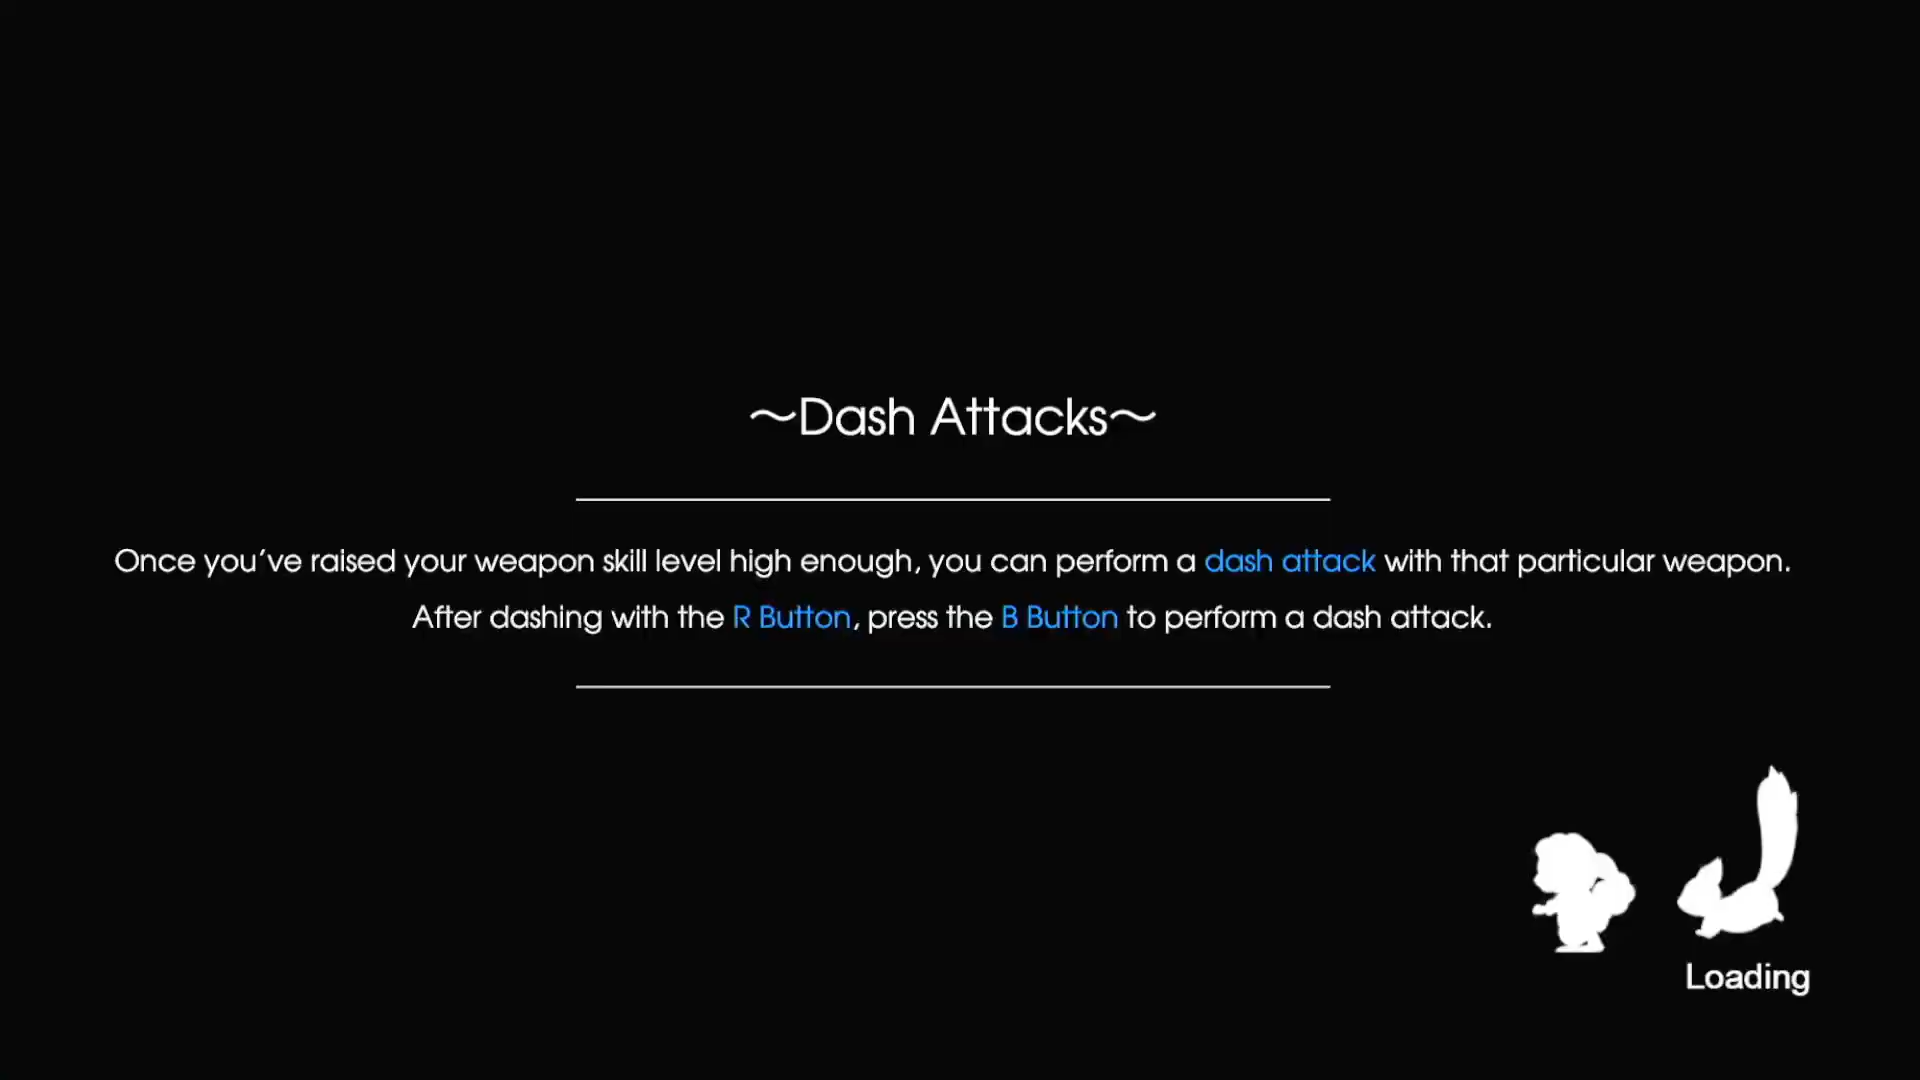 〜Dash Attacks〜
Once you’ve raised your weapon skill level high enough, you can perform a dash attack with that particular weapon.
After dashing with the R Button, press the B Button to perform a dash attack.
Loading